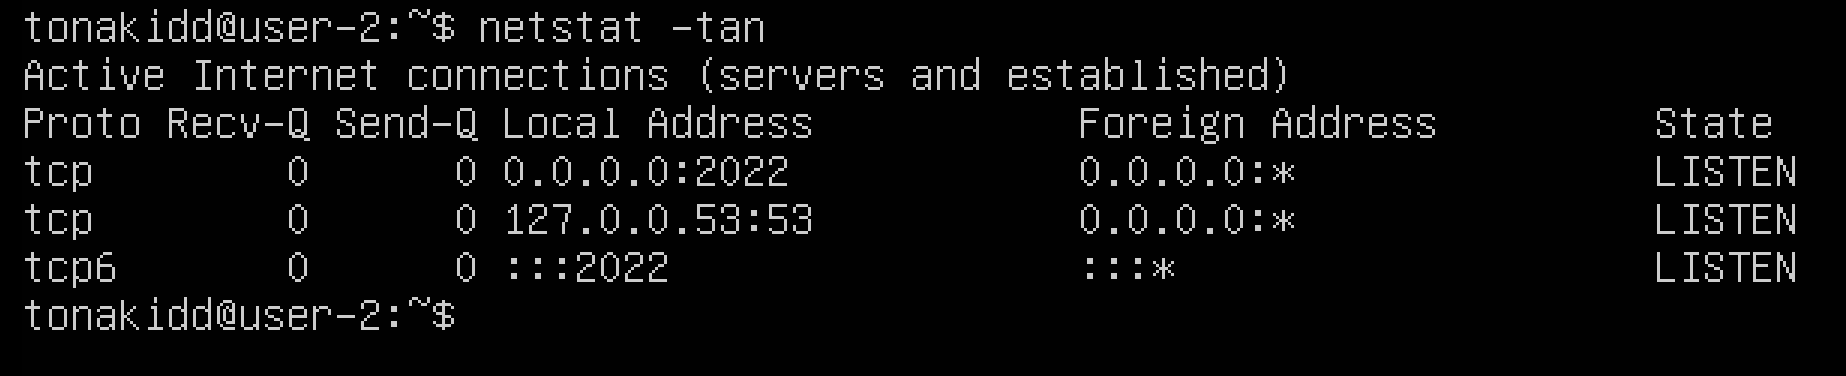 tonakidd@user-2:~$ netstat -tan
Active Internet connections (servers and established)
Proto Recv-Q Send-Q Local Address           Foreign Address         State
tcp        0      0 0.0.0.0:2022            0.0.0.0:*               LISTEN
tcp        0      0 127.0.0.53:53           0.0.0.0:*               LISTEN
tcp6       0      0 :::2022                 :::*                    LISTEN
tonakidd@user-2:~$